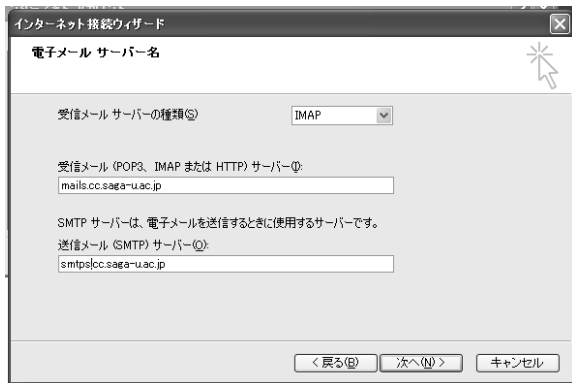 インターネット接続ウィザード
電子メール サーバー名
受信メール サーバーの種類(S)
IMAP
受信メール (POP3、IMAP または HTTP) サーバー(I):
mails.cc.saga-u.ac.jp
SMTP サーバーは、電子メールを送信するときに使用するサーバーです。
送信メール (SMTP) サーバー(O):
smtps.cc.saga-u.ac.jp
< 戻る(B)
次へ(N) >
キャンセル